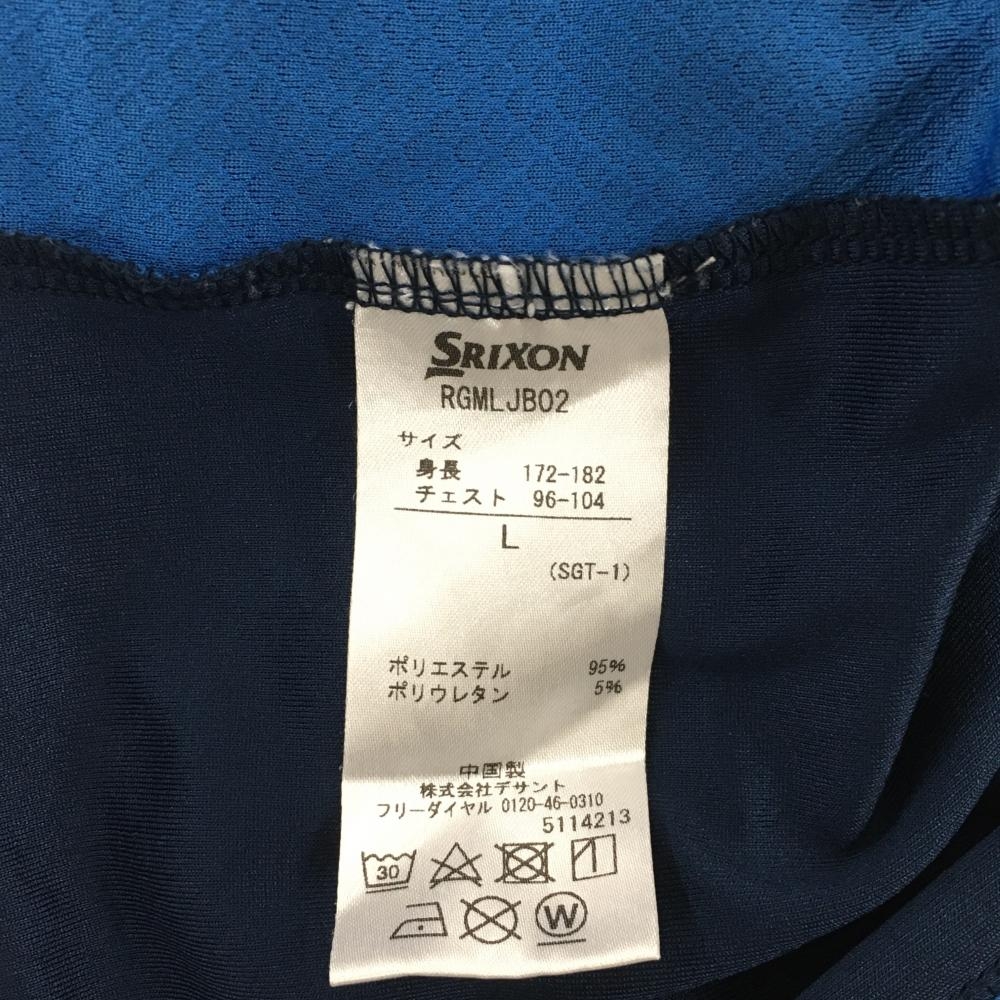 SRIXON
RGMLJB02
サイズ
身長 172-182
チェスト 96-104
L
(SGT-1)
ポリエステル 95%
ポリウレタン 5%
中国製
株式会社デサント
フリーダイヤル 0120-46-0310
5114213
30
W